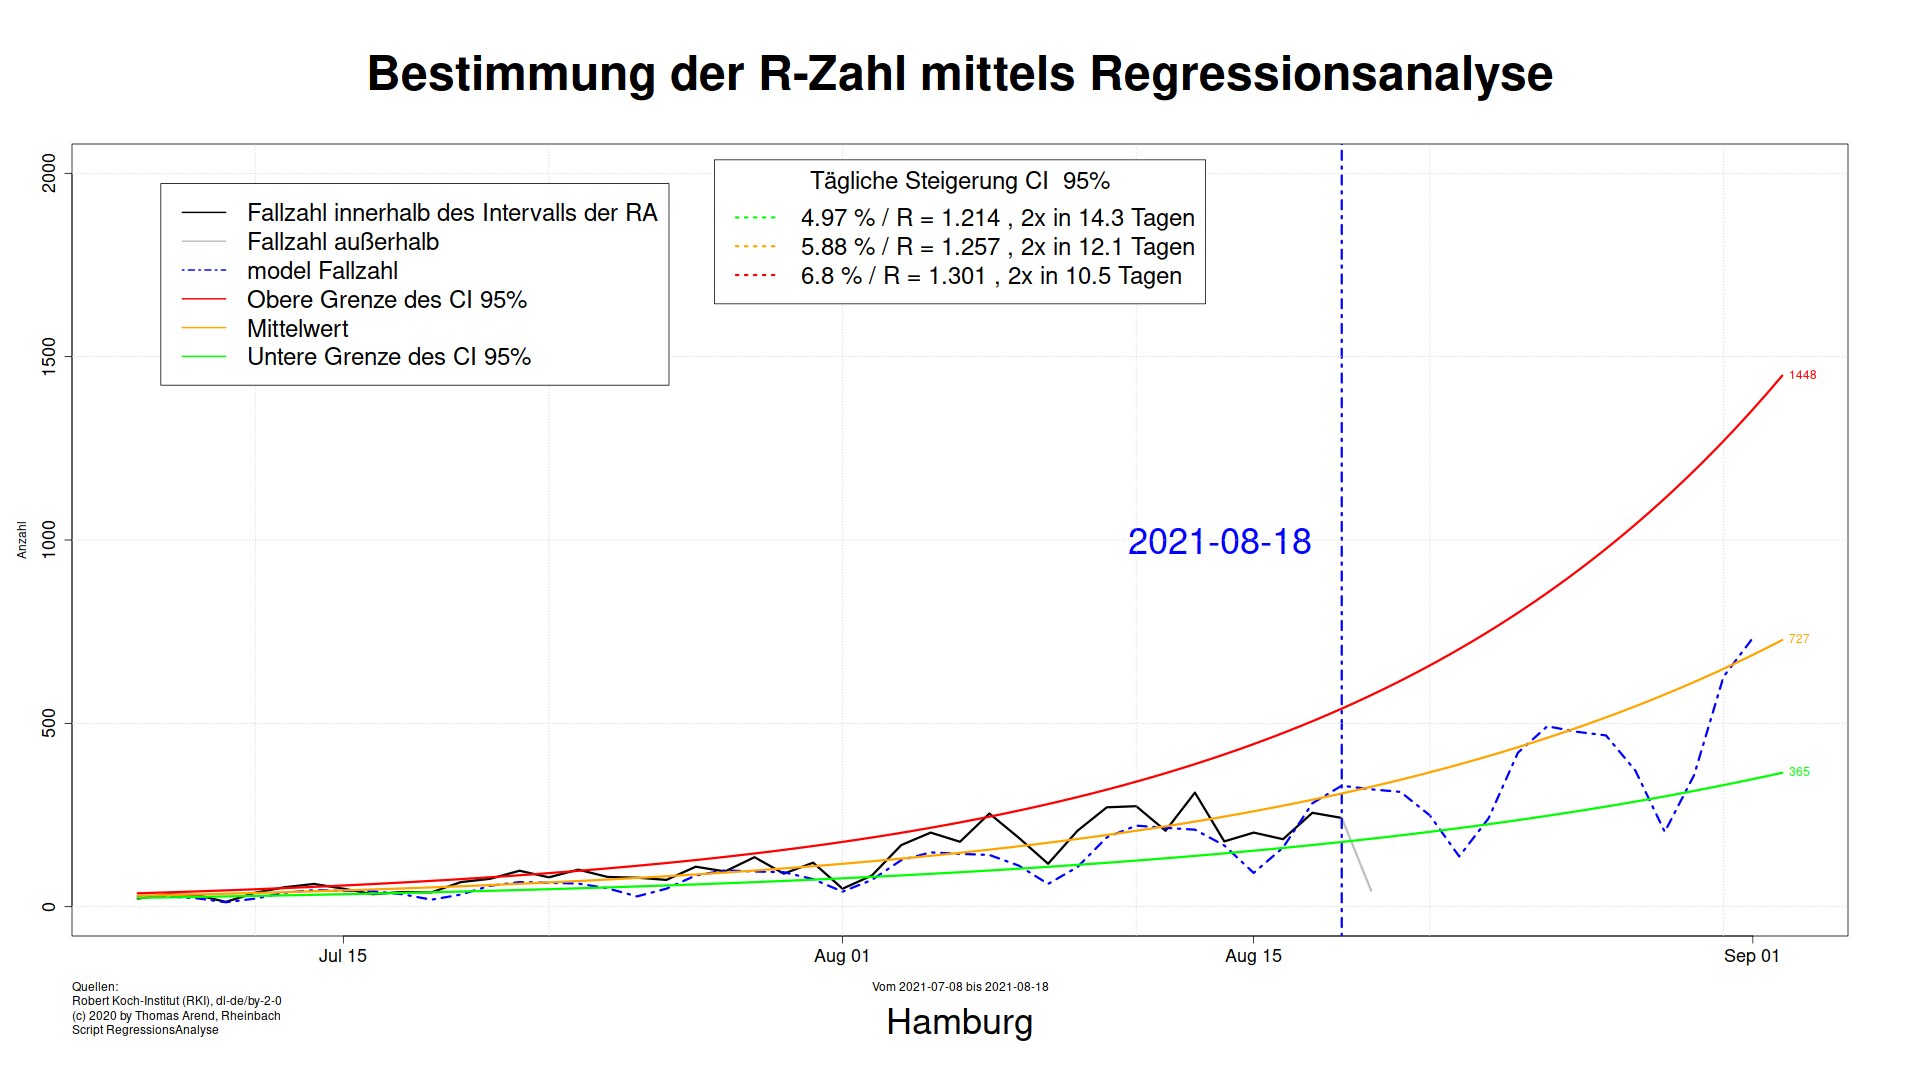 Bestimmung der R-Zahl mittels Regressionsanalyse
Fallzahl innerhalb des Intervalls der RA
Fallzahl außerhalb
model Fallzahl
Obere Grenze des CI 95%
Mittelwert
Untere Grenze des CI 95%
Tägliche Steigerung CI  95%
4.97 % / R = 1.214 , 2x in 14.3 Tagen
5.88 % / R = 1.257 , 2x in 12.1 Tagen
6.8 % / R = 1.301 , 2x in 10.5 Tagen
2000
1500
1000
500
0
Anzahl
2021-08-18
1448
727
365
Jul 15
Aug 01
Aug 15
Sep 01
Quellen:
Robert Koch-Institut (RKI), dl-de/by-2-0
(c) 2020 by Thomas Arend, Rheinbach
Script RegressionsAnalyse
Vom 2021-07-08 bis 2021-08-18
Hamburg